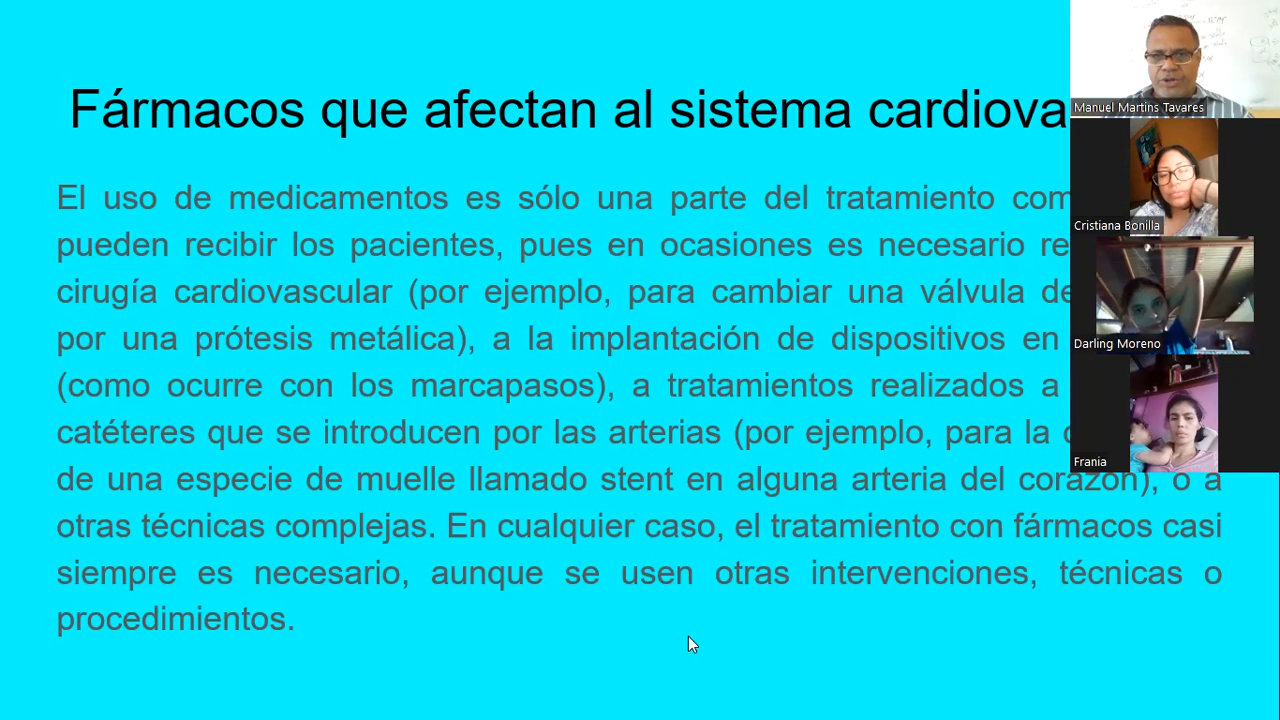 Fármacos que afectan al sistema cardiova
El uso de medicamentos es sólo una parte del tratamiento com
pueden recibir los pacientes, pues en ocasiones es necesario re
cirugía cardiovascular (por ejemplo, para cambiar una válvula de
por una prótesis metálica), a la implantación de dispositivos en
(como ocurre con los marcapasos), a tratamientos realizados a
catéteres que se introducen por las arterias (por ejemplo, para la
de una especie de muelle llamado stent en alguna arteria del corazón), o a
otras técnicas complejas. En cualquier caso, el tratamiento con fármacos casi
siempre es necesario, aunque se usen otras intervenciones, técnicas o
procedimientos.
Manuel Martins Tavares
Cristiana Bonilla
Darling Moreno
Frania